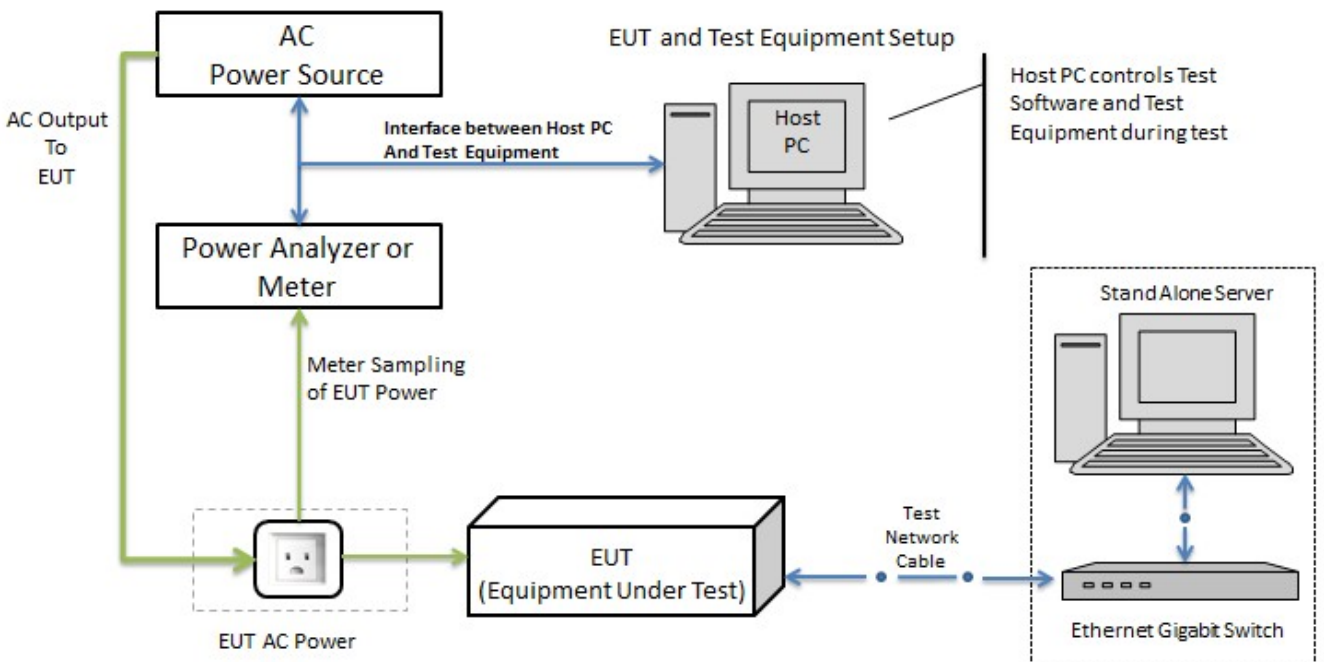 AC
Power Source
EUT and Test Equipment Setup
Host PC controls Test
Software and Test
Equipment during test
Host
PC
AC Output
To
EUT
Interface between Host PC
And Test Equipment
Power Analyzer or
Meter
Stand Alone Server
Meter Sampling
of EUT Power
Test
Network
Cable
EUT
(Equipment Under Test)
EUT AC Power
Ethernet Gigabit Switch